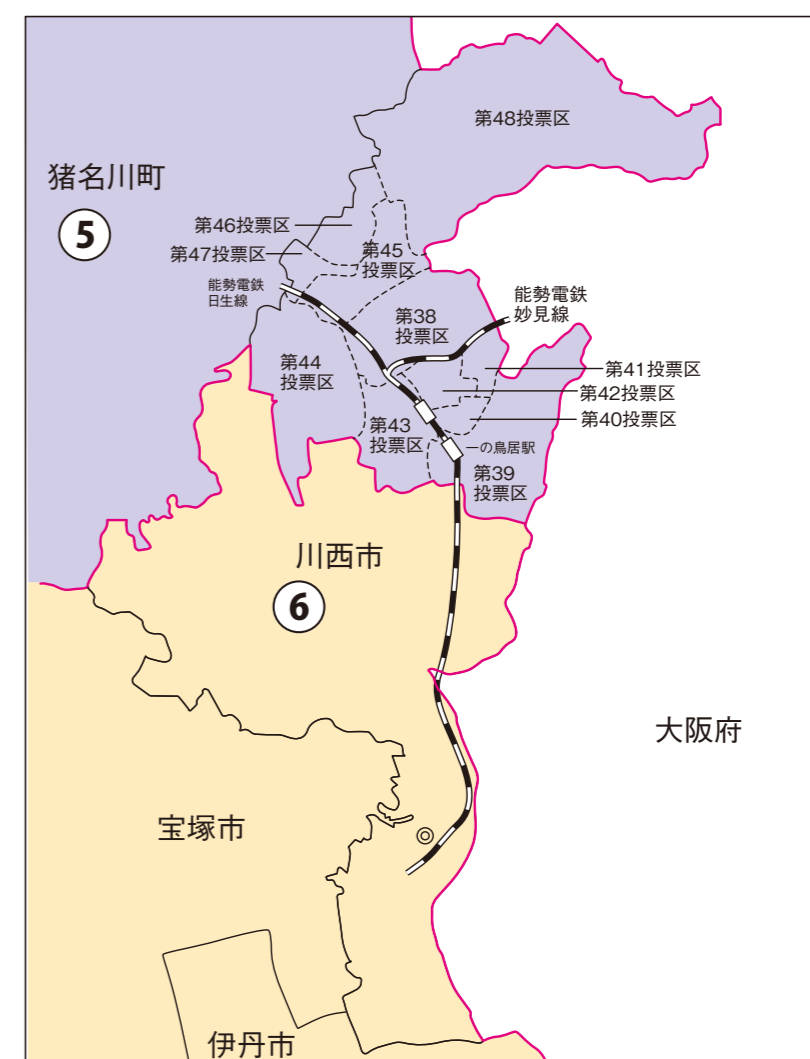 第48投票区
猪名川町
5
第46投票区
第47投票区
第45
投票区
能勢電鉄
日生線
能勢電鉄
妙見線
第38
投票区
第44
投票区
第41投票区
第42投票区
第40投票区
第43
投票区
一の鳥居駅
第39
投票区
川西市
6
大阪府
宝塚市
伊丹市